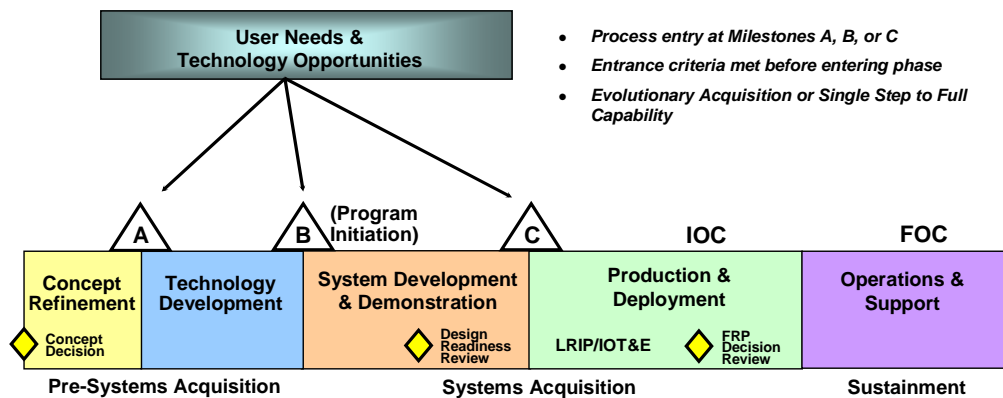 User Needs &
Technology Opportunities
• Process entry at Milestones A, B, or C
• Entrance criteria met before entering phase
• Evolutionary Acquisition or Single Step to Full
Capability
A
B
(Program
Initiation)
C
IOC
FOC
Concept
Refinement
Technology
Development
System Development
& Demonstration
Production &
Deployment
Operations &
Support
Concept
Decision
Design
Readiness
Review
LRIP/IOT&E
FRP
Decision
Review
Pre-Systems Acquisition
Systems Acquisition
Sustainment